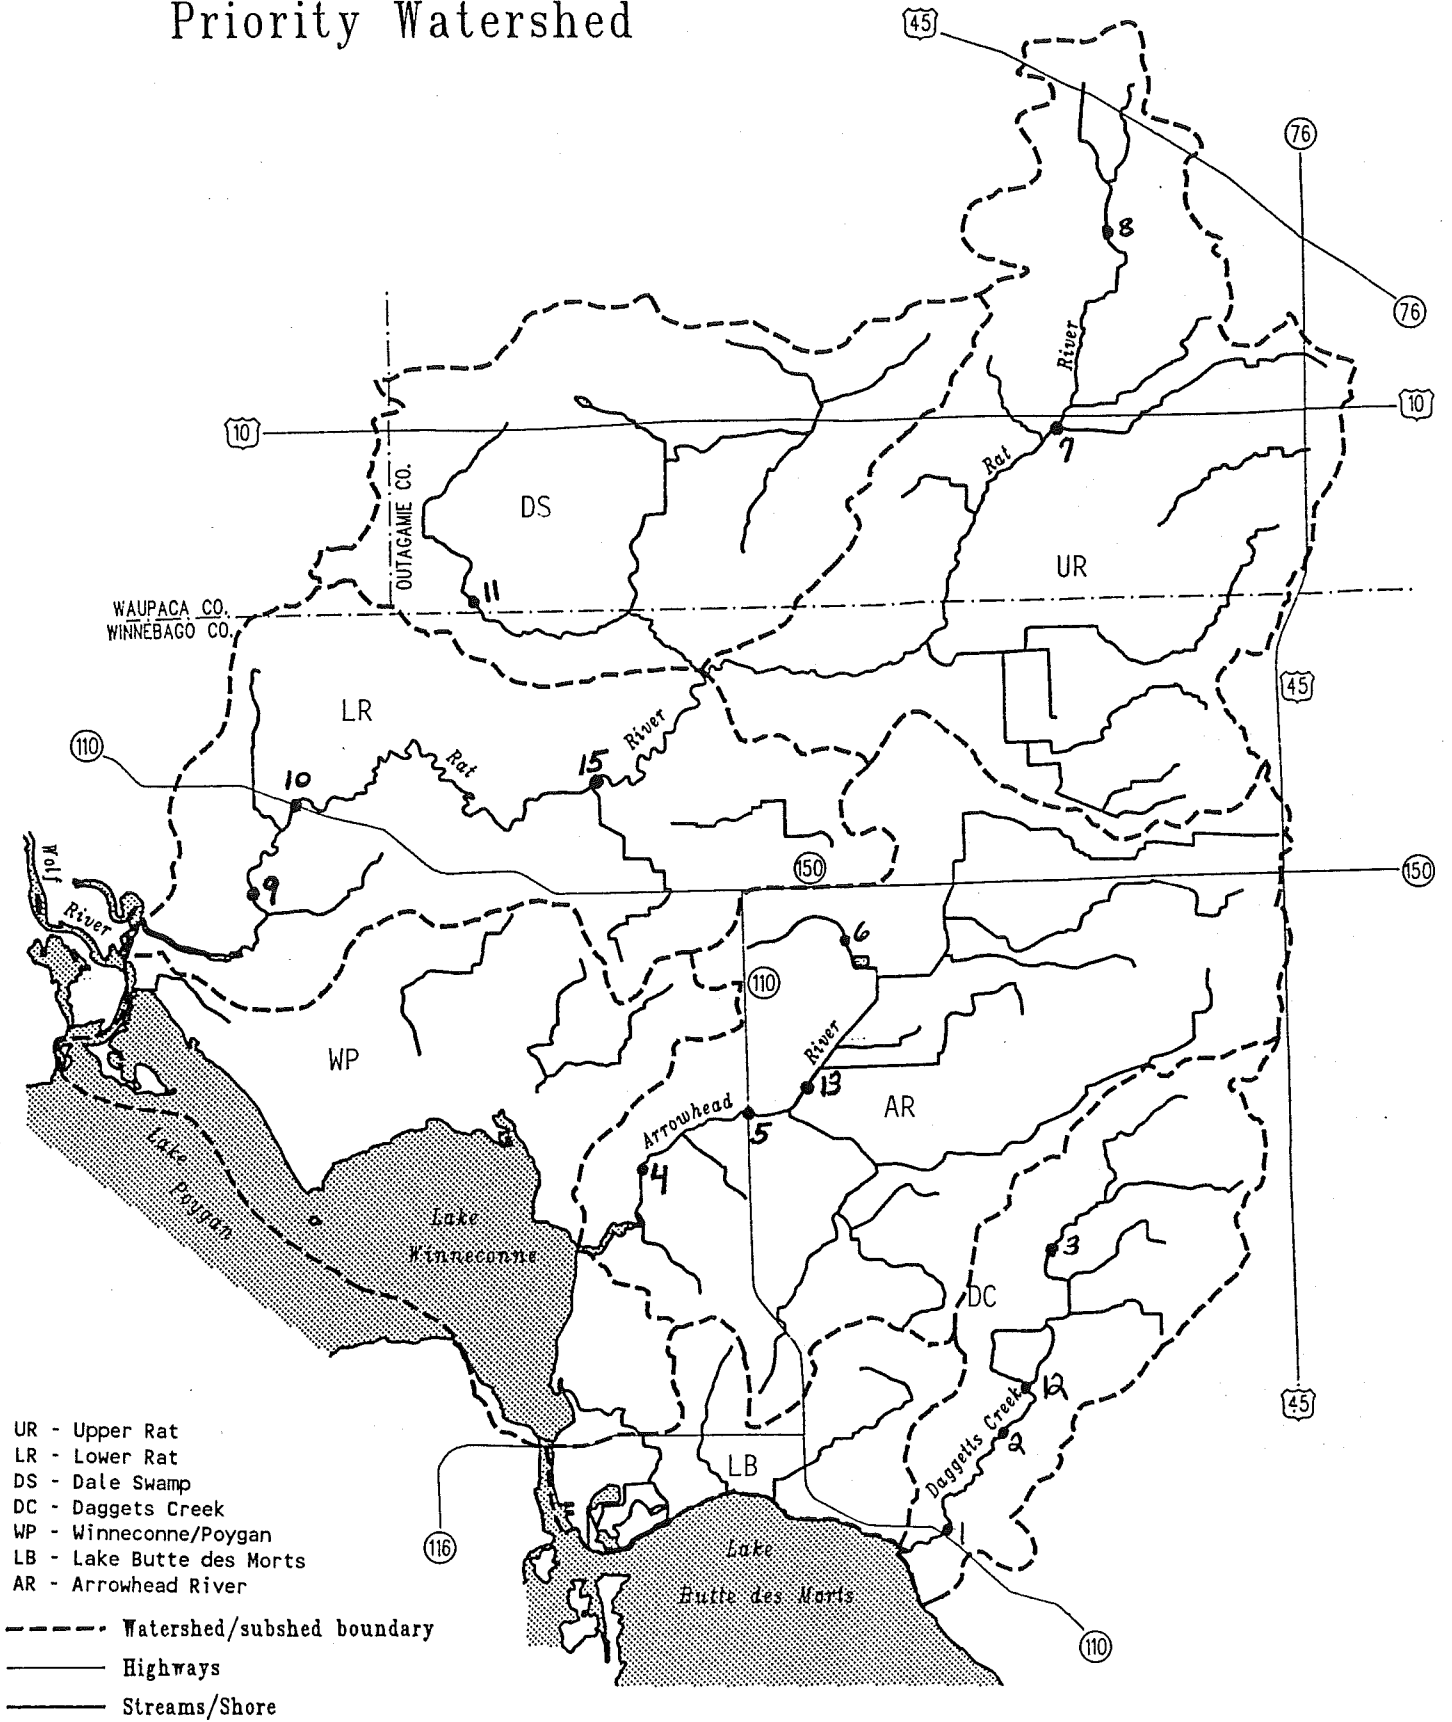 Priority Watershed
45
76
8
76
River
10
10
7
Rat
OUTAGAMIE CO.
DS
UR
11
WAUPACA CO.
WINNEBAGO CO.
LR
River
45
110
Rat
15
10
150
150
9
Wolf
River
6
110
WP
River
13
AR
Arrowhead
5
4
Lake
Poygan
Lake
Winneconne
3
DC
12
45
Daggetts Creek
2
LB
1
116
Lake
Butte des Morts
110
UR - Upper Rat
LR - Lower Rat
DS - Dale Swamp
DC - Daggets Creek
WP - Winneconne/Poygan
LB - Lake Butte des Morts
AR - Arrowhead River
Watershed/subshed boundary
Highways
Streams/Shore